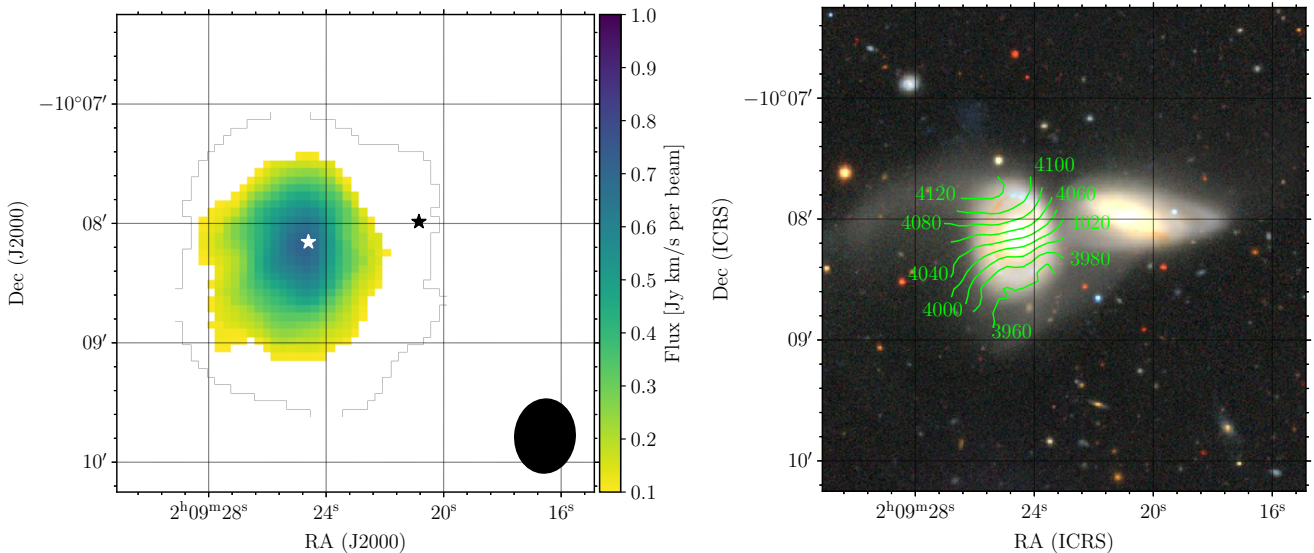 −10°07′
08′
09′
10′
Dec (J2000)
2ʰ09ᵐ28ˢ
24ˢ
20ˢ
16ˢ
RA (J2000)
1.0
0.9
0.8
0.7
0.6
0.5
0.4
0.3
0.2
0.1
Flux [Jy km/s per beam]
−10°07′
08′
09′
10′
Dec (ICRS)
4100
4120
4060
4080
4020
3980
4040
4000
3960
2ʰ09ᵐ28ˢ
24ˢ
20ˢ
16ˢ
RA (ICRS)